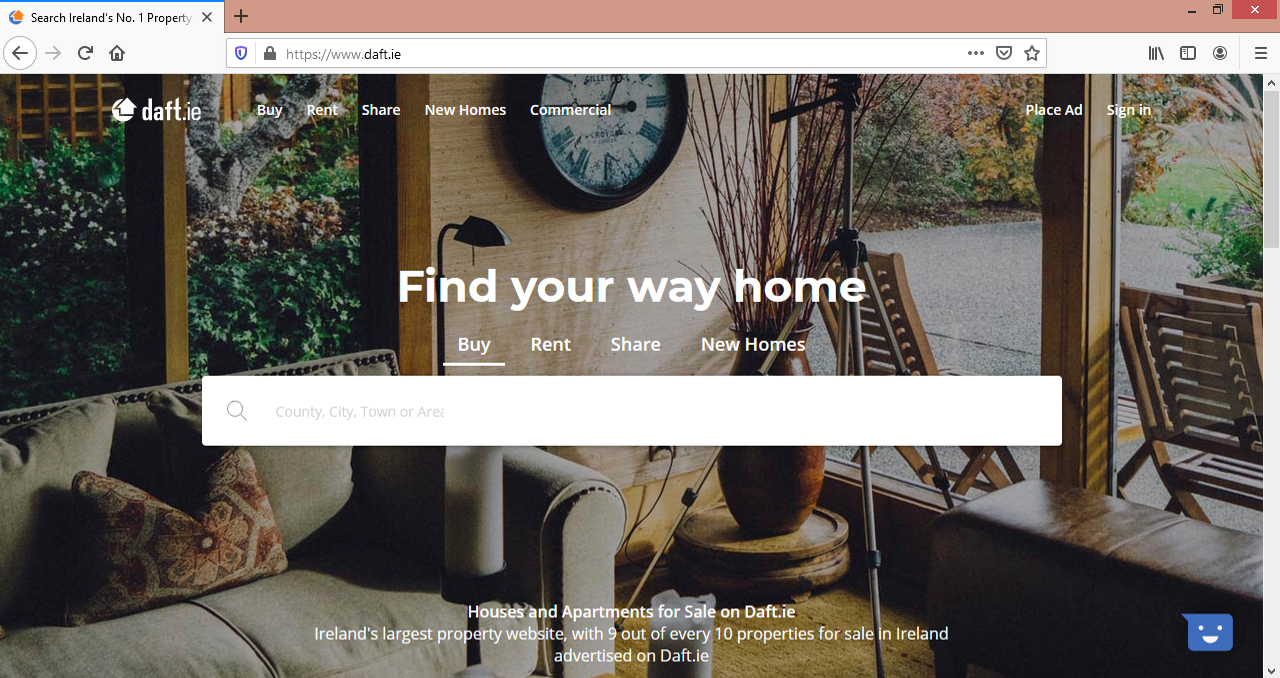 Search Ireland's No. 1 Property
https://www.daft.ie
daft.ie
Buy
Rent
Share
New Homes
Commercial
Place Ad
Sign in
Find your way home
Buy
Rent
Share
New Homes
County, City, Town or Area
Houses and Apartments for Sale on Daft.ie
Ireland's largest property website, with 9 out of every 10 properties for sale in Ireland
advertised on Daft.ie